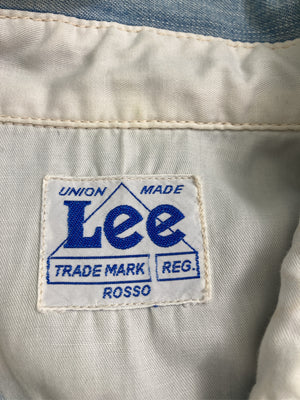 UNION MADE
Lee
TRADE MARK REG.
ROSSO